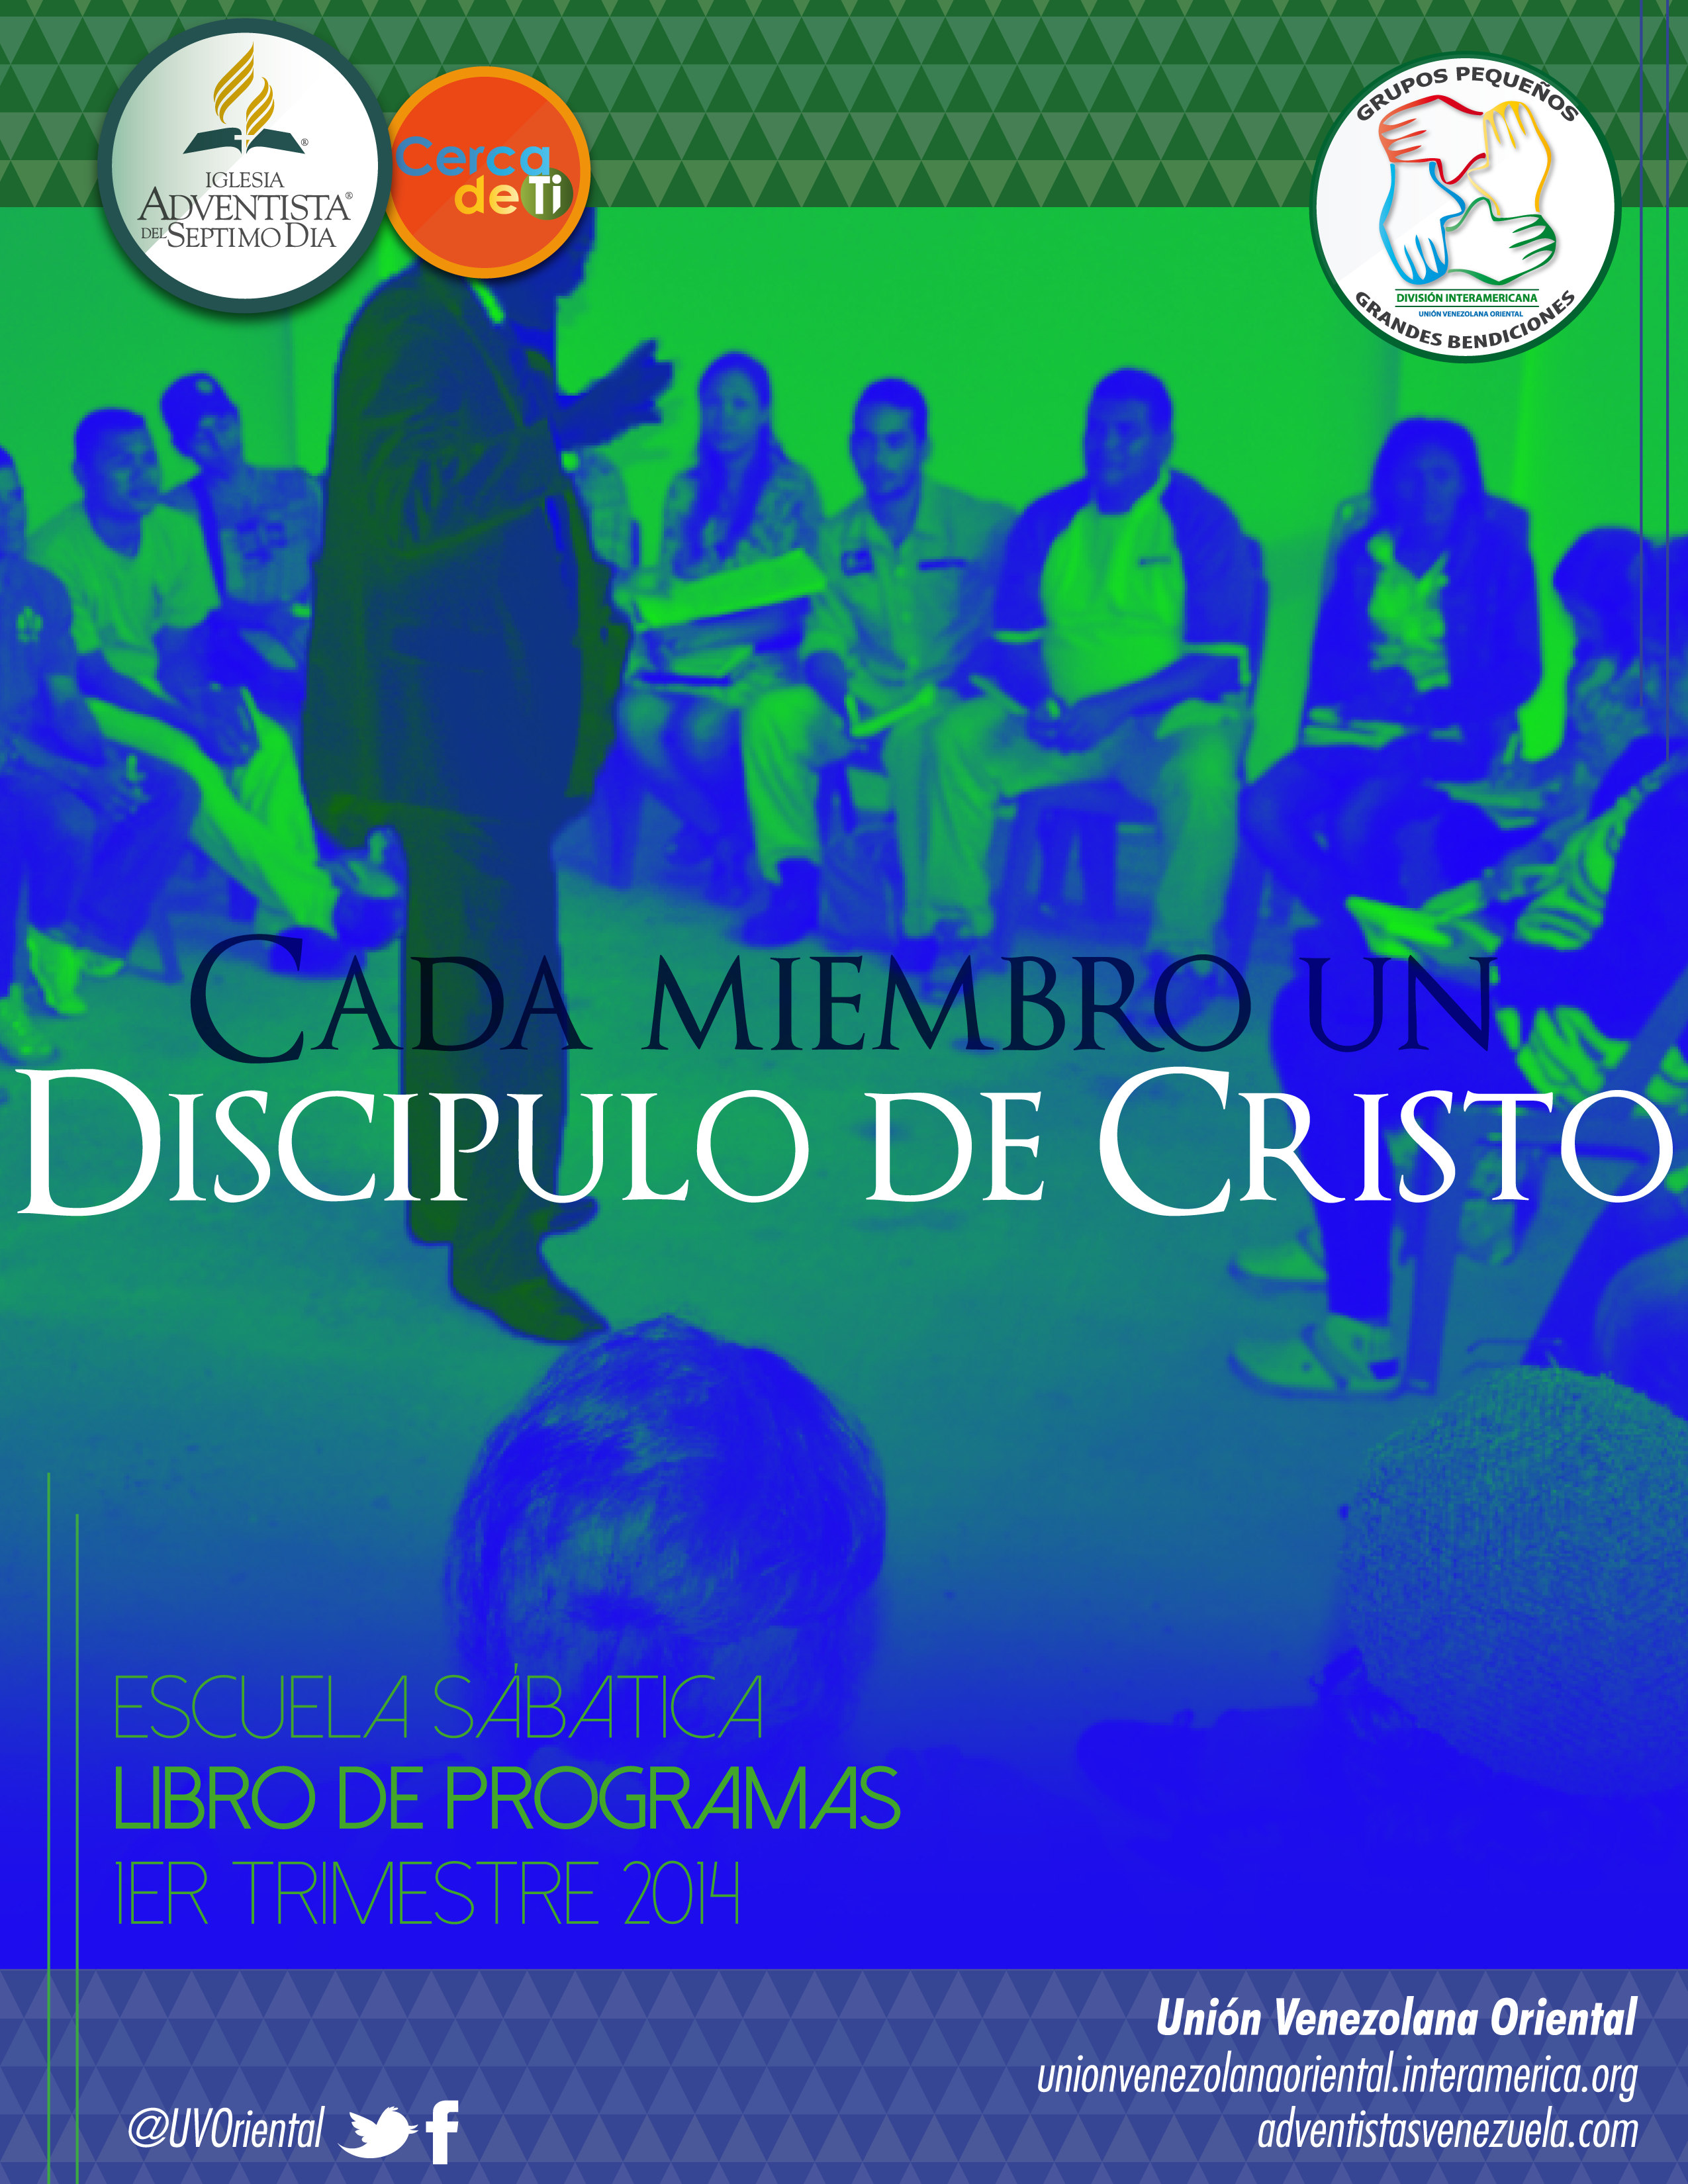 IGLESIA
ADVENTISTA®
DEL SEPTIMO DIA
®
Cerca
de Ti
GRUPOS PEQUEÑOS
DIVISIÓN INTERAMERICANA
UNIÓN VENEZOLANA ORIENTAL
GRANDES BENDICIONES
CADA MIEMBRO UN
DISCIPULO DE CRISTO
ESCUELA SÁBATICA
LIBRO DE PROGRAMAS
1ER TRIMESTRE 2014
Unión Venezolana Oriental
unionvenezolanaoriental.interamerica.org
adventistasvenezuela.com
@UVOriental